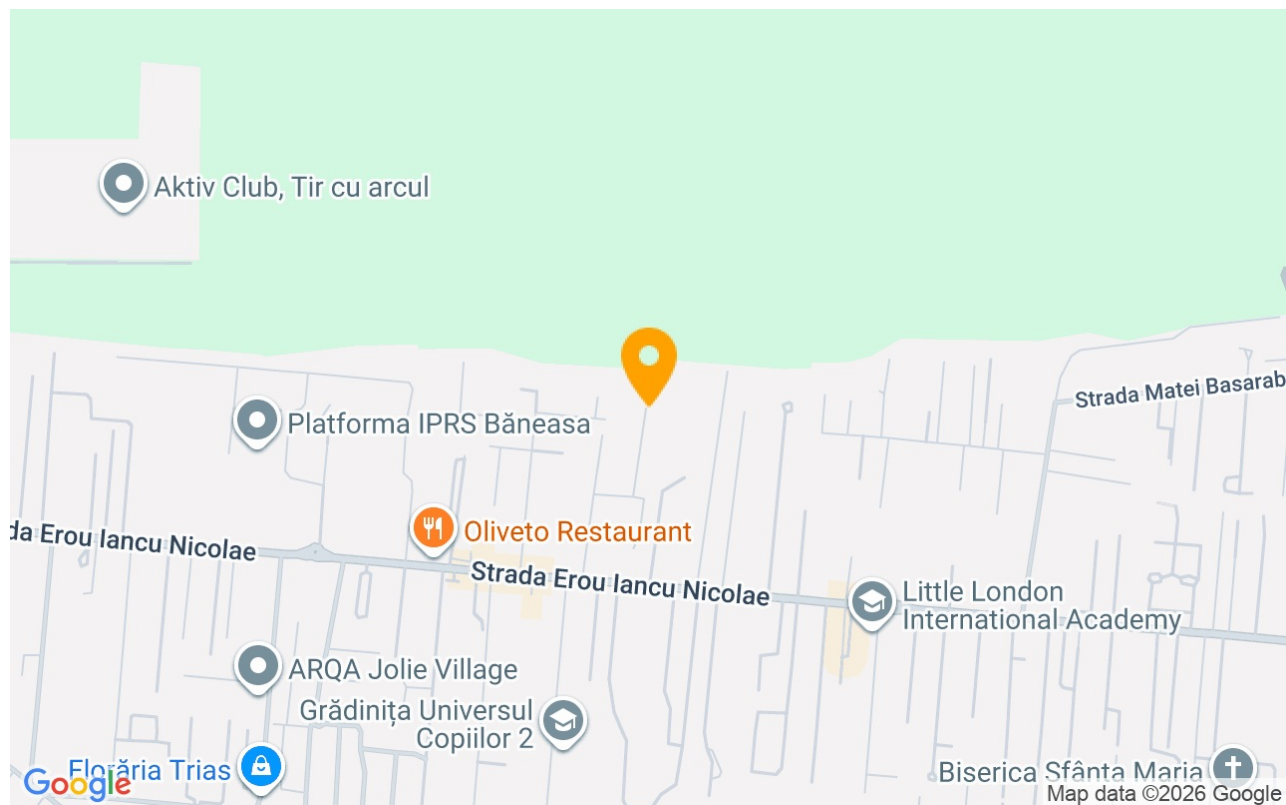 Aktiv Club, Tir cu arcul
Strada Matei Basarab
Platforma IPRS Băneasa
Oliveto Restaurant
da Erou Iancu Nicolae
Strada Erou Iancu Nicolae
Little London
International Academy
ARQA Jolie Village
Grădinița Universul
Copiilor 2
Florăria Trias
Biserica Sfânta Maria
Google
Map data ©2026 Google